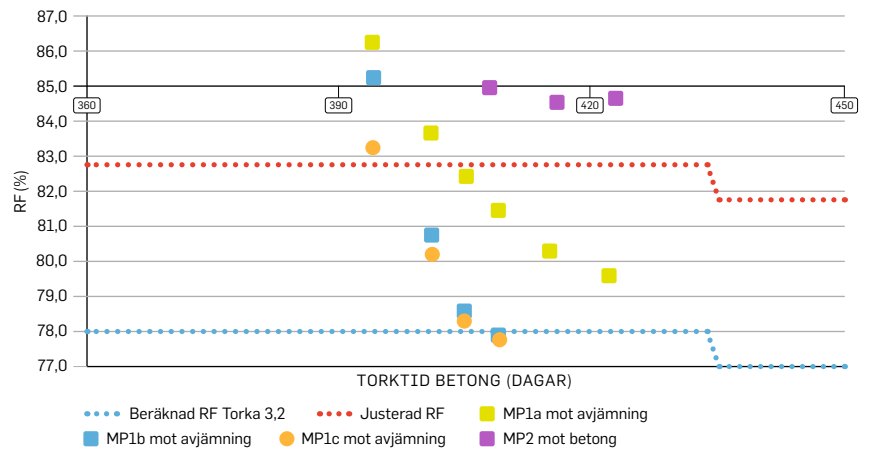 87,0
86,0
85,0
84,0
83,0
82,0
81,0
80,0
79,0
78,0
77,0
RF (%)
360
390
420
450
TORKTID BETONG (DAGAR)
Beräknad RF Torka 3,2
Justerad RF
MP1a mot avjämning
MP1b mot avjämning
MP1c mot avjämning
MP2 mot betong